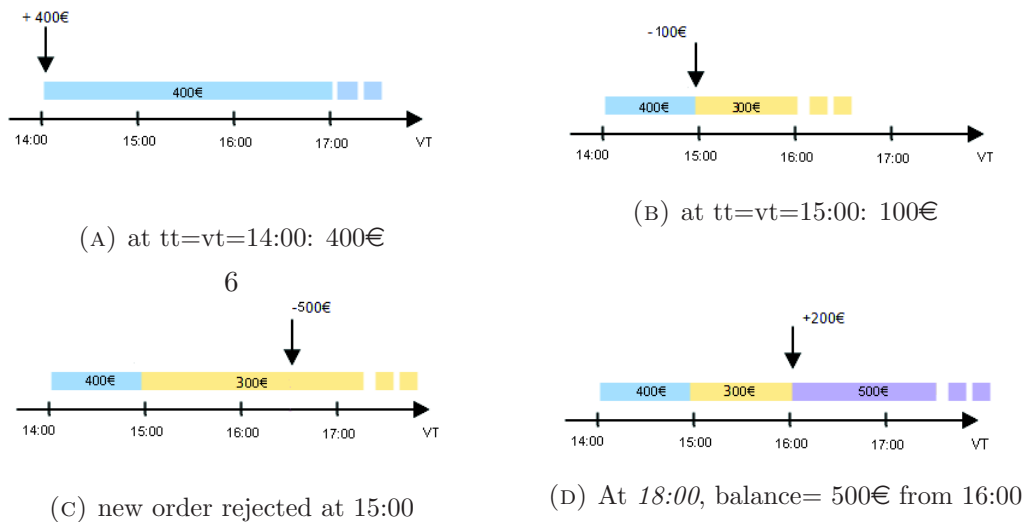 + 400€
400€
14:00 15:00 16:00 17:00 VT
(A) at tt=vt=14:00: 400€
6
-100€
400€ 300€
14:00 15:00 16:00 17:00 VT
(B) at tt=vt=15:00: 100€
-500€
400€ 300€
14:00 15:00 16:00 17:00 VT
(C) new order rejected at 15:00
+200€
400€ 300€ 500€
14:00 15:00 16:00 17:00 VT
(D) At 18:00, balance= 500€ from 16:00